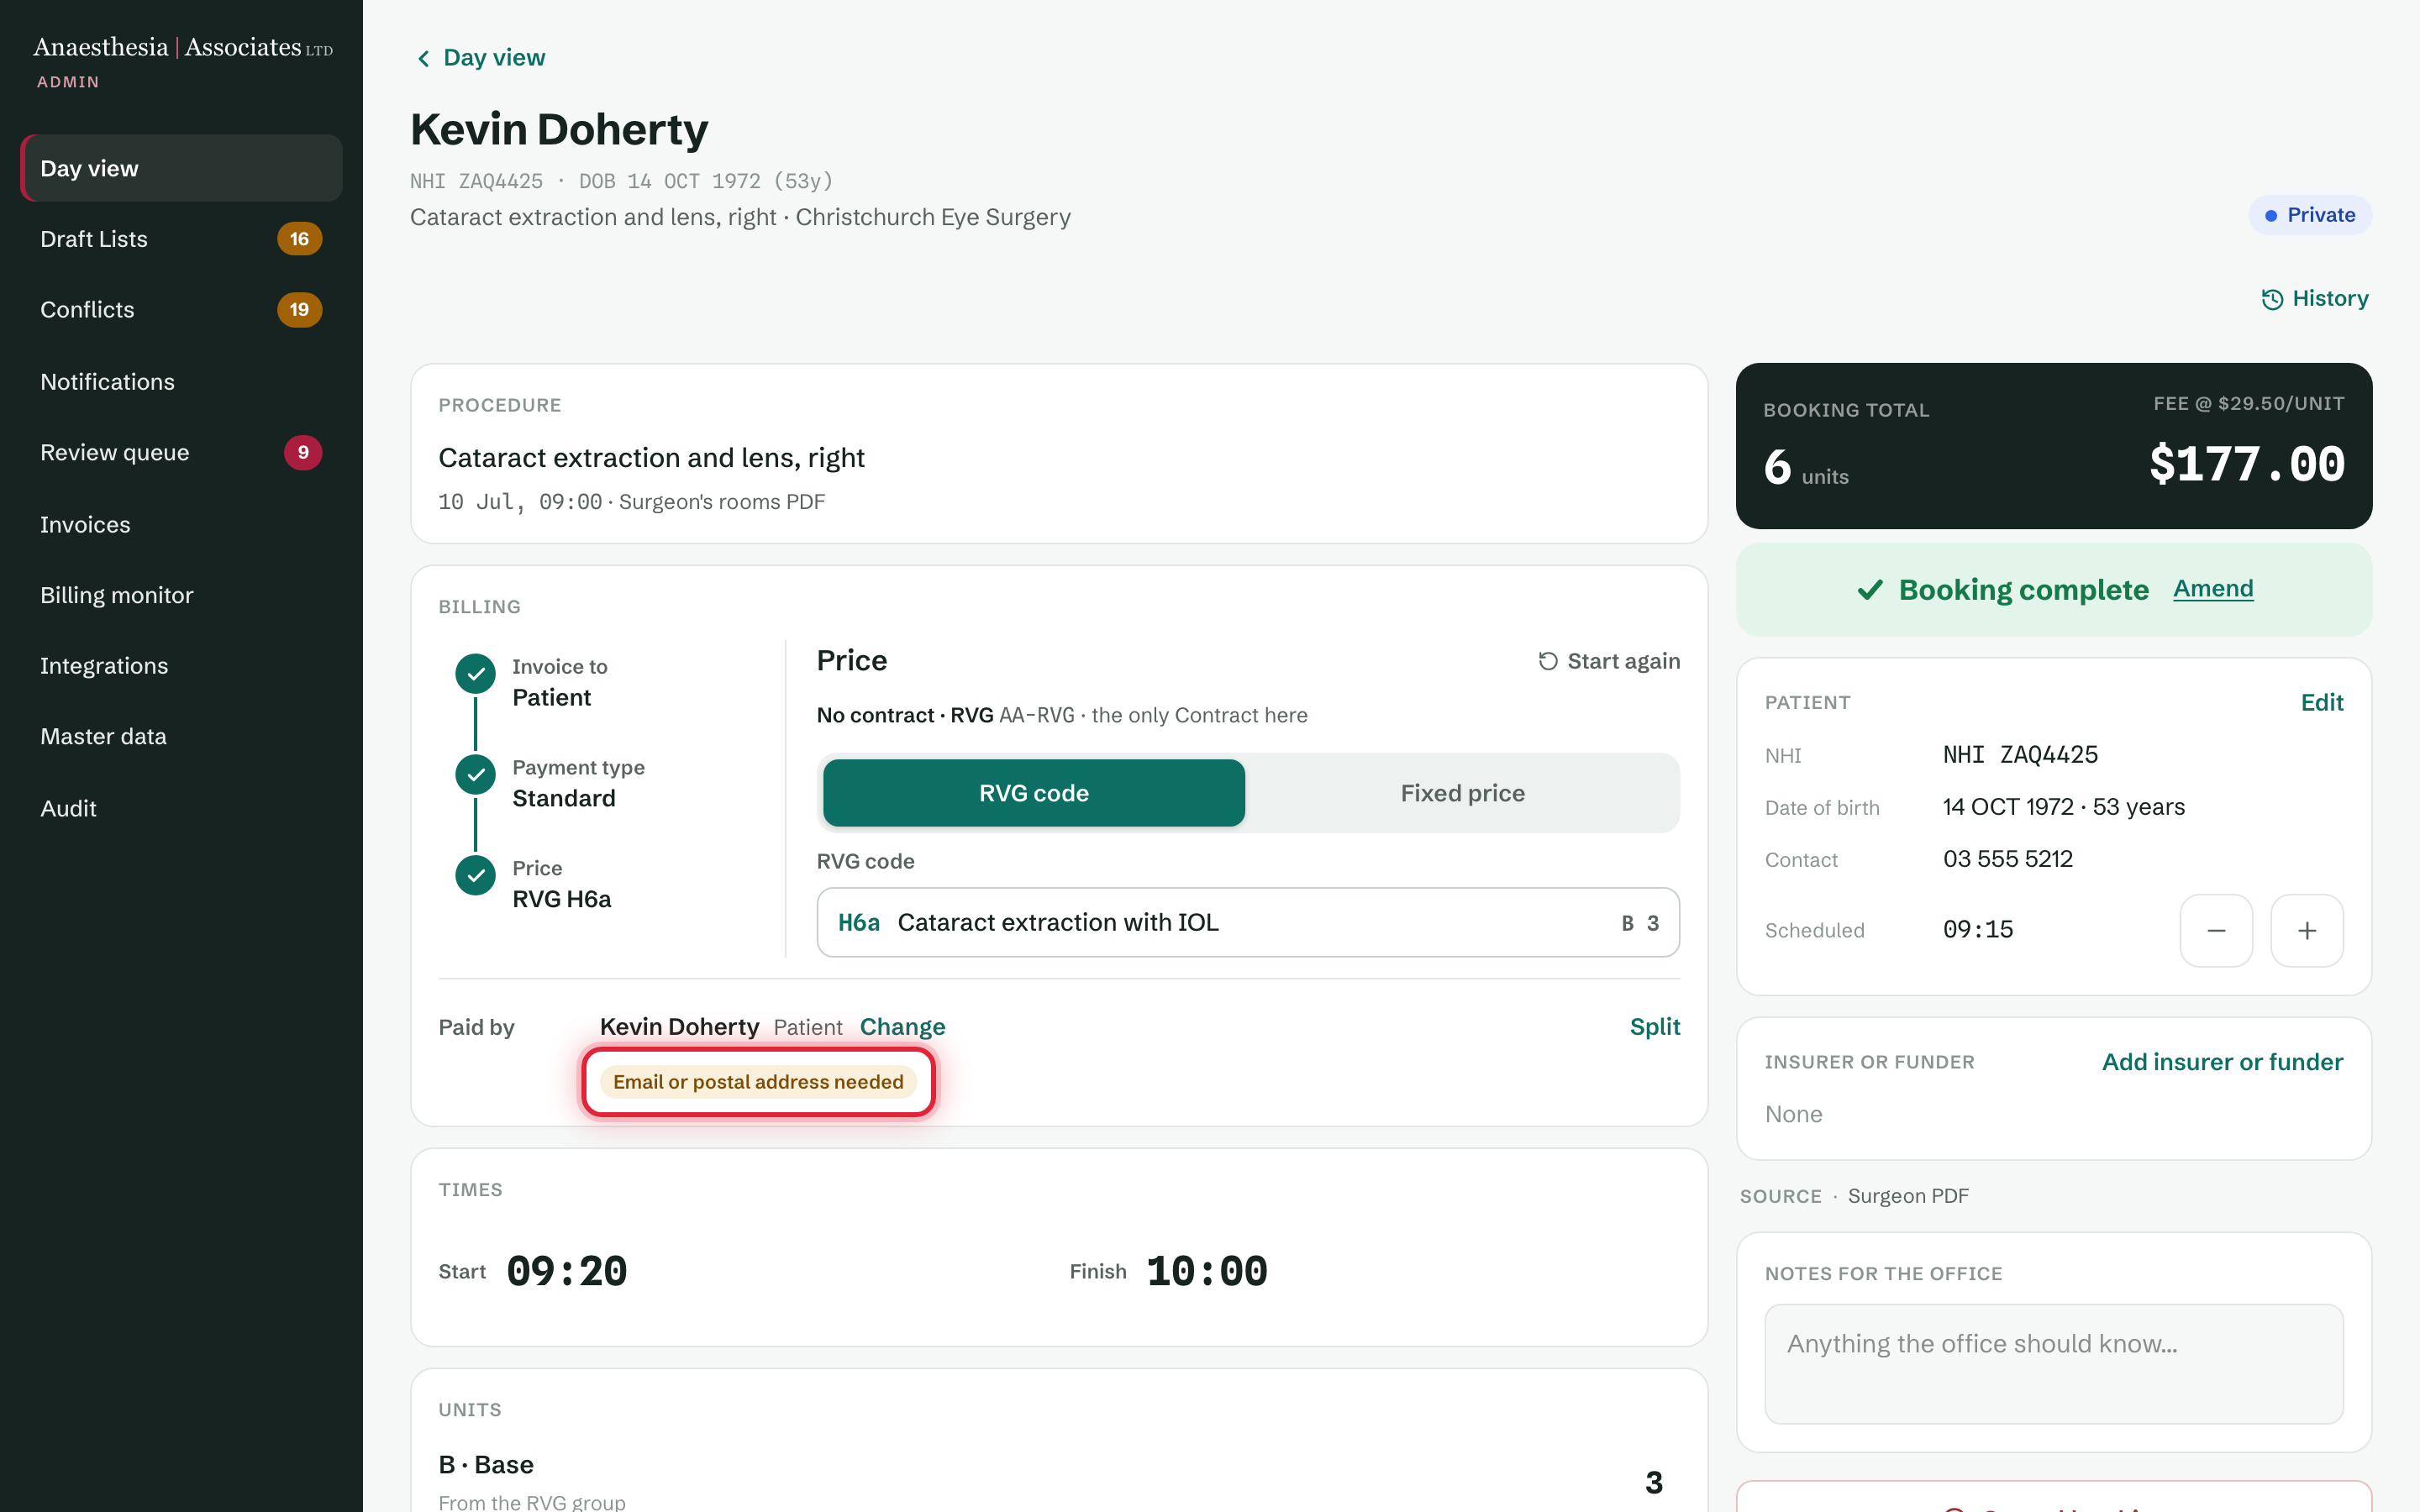 Anaesthesia | Associates LTD
ADMIN
Day view
Draft Lists 16
Conflicts 19
Notifications
Review queue 9
Invoices
Billing monitor
Integrations
Master data
Audit
Day view
Kevin Doherty
NHI ZAQ4425 · DOB 14 OCT 1972 (53y)
Cataract extraction and lens, right · Christchurch Eye Surgery
Private
History
PROCEDURE
Cataract extraction and lens, right
10 Jul, 09:00 · Surgeon's rooms PDF
BILLING
Invoice to
Patient
Payment type
Standard
Price
RVG H6a
Price
Start again
No contract · RVG AA-RVG · the only Contract here
RVG code
Fixed price
RVG code
H6a Cataract extraction with IOL B 3
Paid by Kevin Doherty Patient Change Split
Email or postal address needed
TIMES
Start 09:20 Finish 10:00
UNITS
B · Base
From the RVG group
3
BOOKING TOTAL
FEE @ $29.50/UNIT
6 units
$177.00
Booking complete Amend
PATIENT Edit
NHI NHI ZAQ4425
Date of birth 14 OCT 1972 · 53 years
Contact 03 555 5212
Scheduled 09:15 − +
INSURER OR FUNDER Add insurer or funder
None
SOURCE · Surgeon PDF
NOTES FOR THE OFFICE
Anything the office should know...